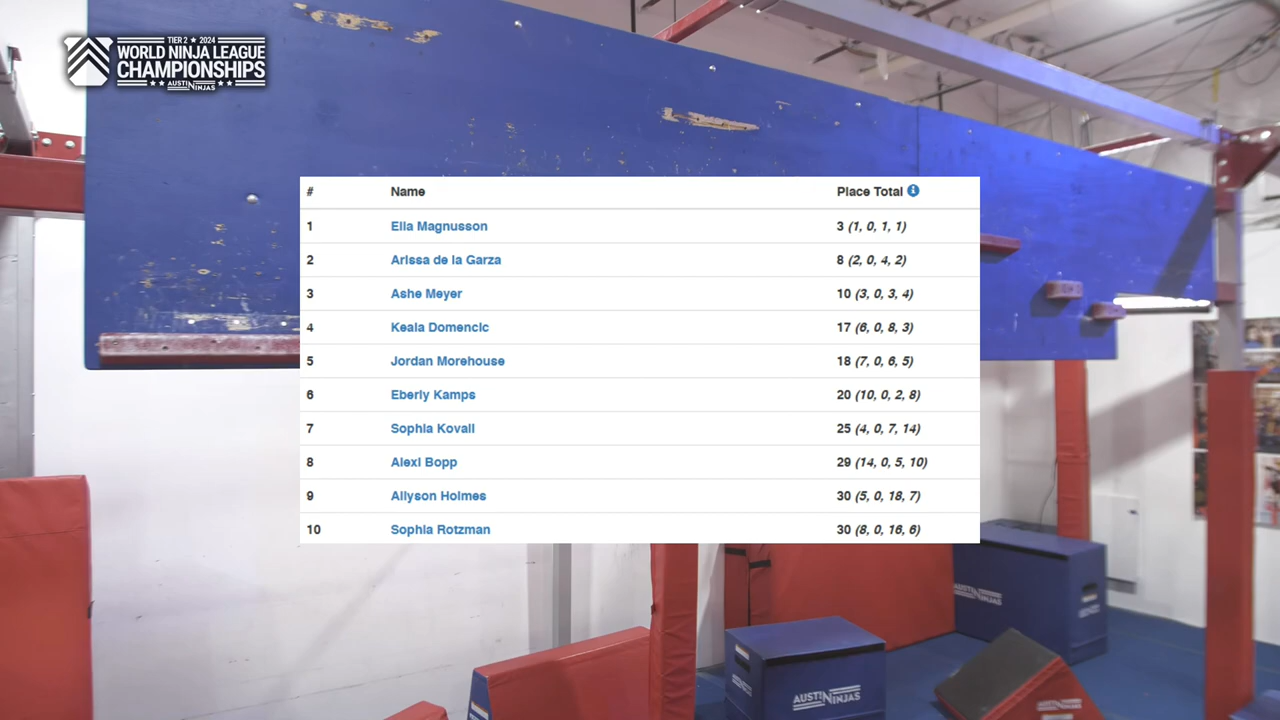 TIER 2 ★ 2024
WORLD NINJA LEAGUE
CHAMPIONSHIPS
★★ AUSTIN NINJAS ★★
# Name Place Total
1 Ella Magnusson 3 (1, 0, 1, 1)
2 Arissa de la Garza 8 (2, 0, 4, 2)
3 Ashe Meyer 10 (3, 0, 3, 4)
4 Keala Domencic 17 (6, 0, 8, 3)
5 Jordan Morehouse 18 (7, 0, 6, 5)
6 Eberly Kamps 20 (10, 0, 2, 8)
7 Sophia Kovall 25 (4, 0, 7, 14)
8 Alexi Bopp 29 (14, 0, 5, 10)
9 Allyson Holmes 30 (5, 0, 18, 7)
10 Sophia Rotzman 30 (8, 0, 16, 6)
AUSTIN NINJAS
AUSTIN NINJAS
AUSTIN NINJAS